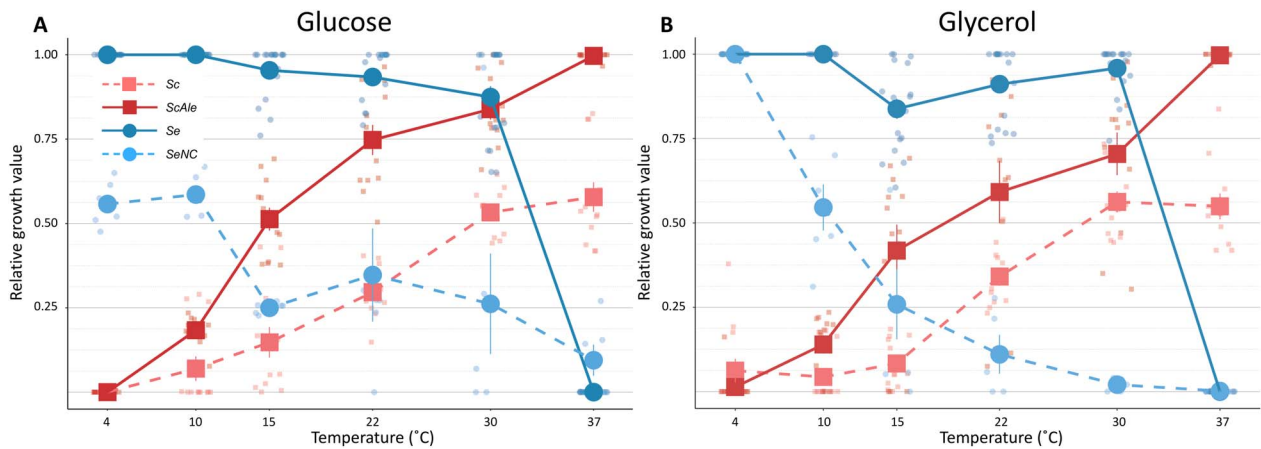 A
Glucose
Relative growth value
1.00
0.75
0.50
0.25
Sc
ScAle
Se
SeNC
4
10
15
22
30
37
Temperature (˚C)
B
Glycerol
Relative growth value
1.00
0.75
0.50
0.25
4
10
15
22
30
37
Temperature (˚C)